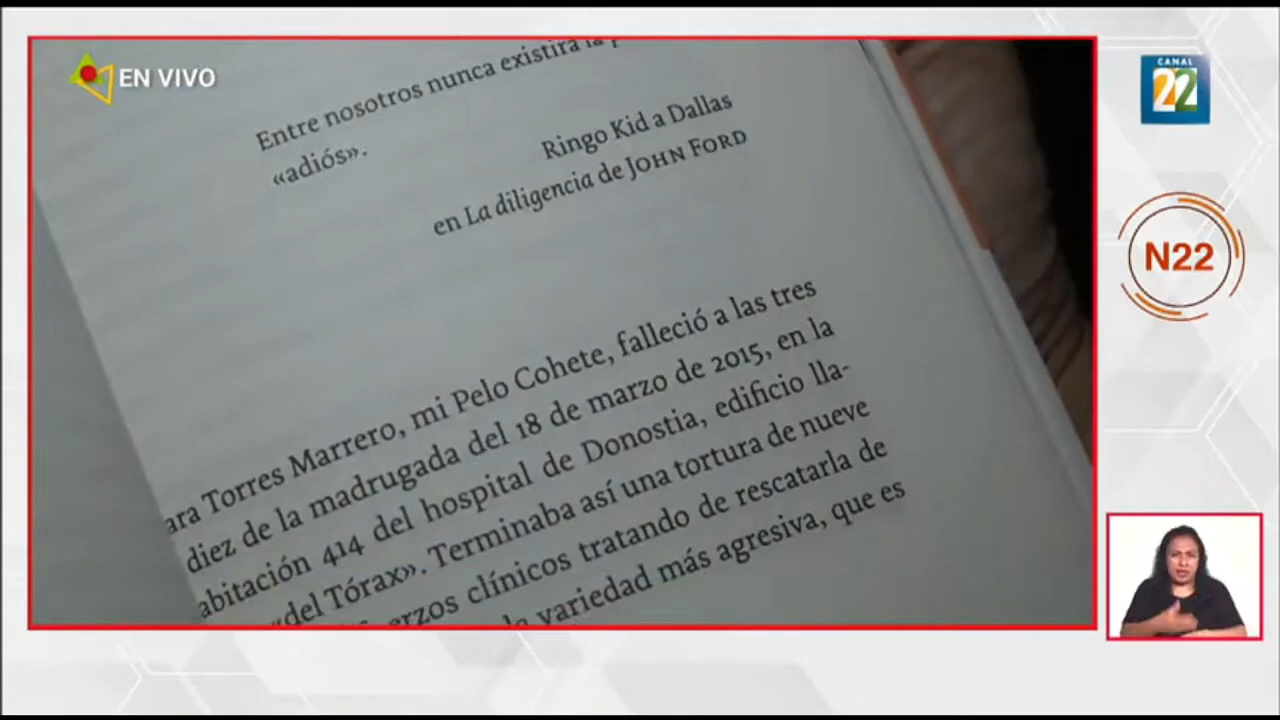 EN VIVO
CANAL
22
N22
Entre nosotros nunca existirá la
«adiós».
Ringo Kid a Dallas
en La diligencia de JOHN FORD
ara Torres Marrero, mi Pelo Cohete, falleció a las tres
diez de la madrugada del 18 de marzo de 2015, en la
abitación 414 del hospital de Donostia, edificio lla-
«del Tórax». Terminaba así una tortura de nueve
erzos clínicos tratando de rescatarla de
variedad más agresiva, que es